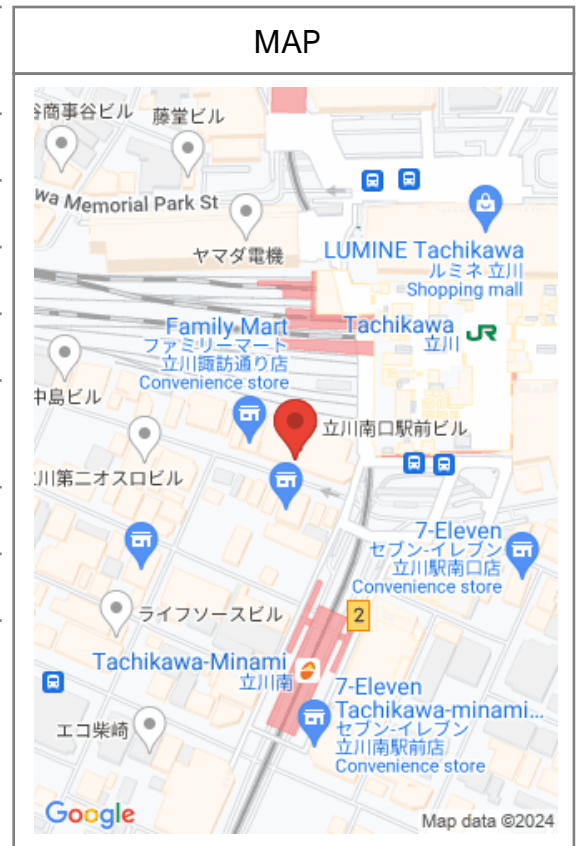 MAP
谷商事谷ビル
藤堂ビル
wa Memorial Park St
ヤマダ電機
LUMINE Tachikawa
ルミネ 立川
Shopping mall
Family Mart
ファミリーマート
立川諏訪通り店
Convenience store
Tachikawa
立川
JR
中島ビル
立川南口駅前ビル
川第二オスロビル
7-Eleven
セブン-イレブン
立川駅南口店
Convenience store
ライフソースビル
2
Tachikawa-Minami
立川南
7-Eleven
Tachikawa-minami...
セブン-イレブン
立川南駅前店
Convenience store
エコ柴崎
Google
Map data ©2024